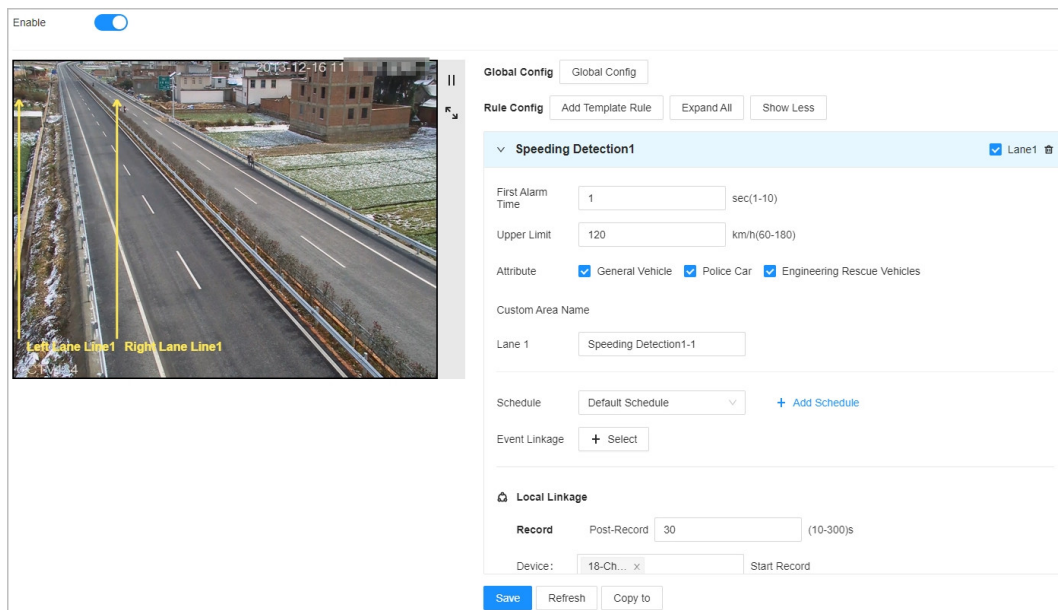 Enable
2013-12-16 11
Left Lane Line1 Right Lane Line1
Global Config Global Config
Rule Config Add Template Rule Expand All Show Less
Speeding Detection1 Lane1
First Alarm
Time
1 sec(1-10)
Upper Limit 120 km/h(60-180)
Attribute General Vehicle Police Car Engineering Rescue Vehicles
Custom Area Name
Lane 1 Speeding Detection1-1
Schedule Default Schedule + Add Schedule
Event Linkage + Select
Local Linkage
Record Post-Record 30 (10-300)s
Device: 18-Ch... x Start Record
Save Refresh Copy to